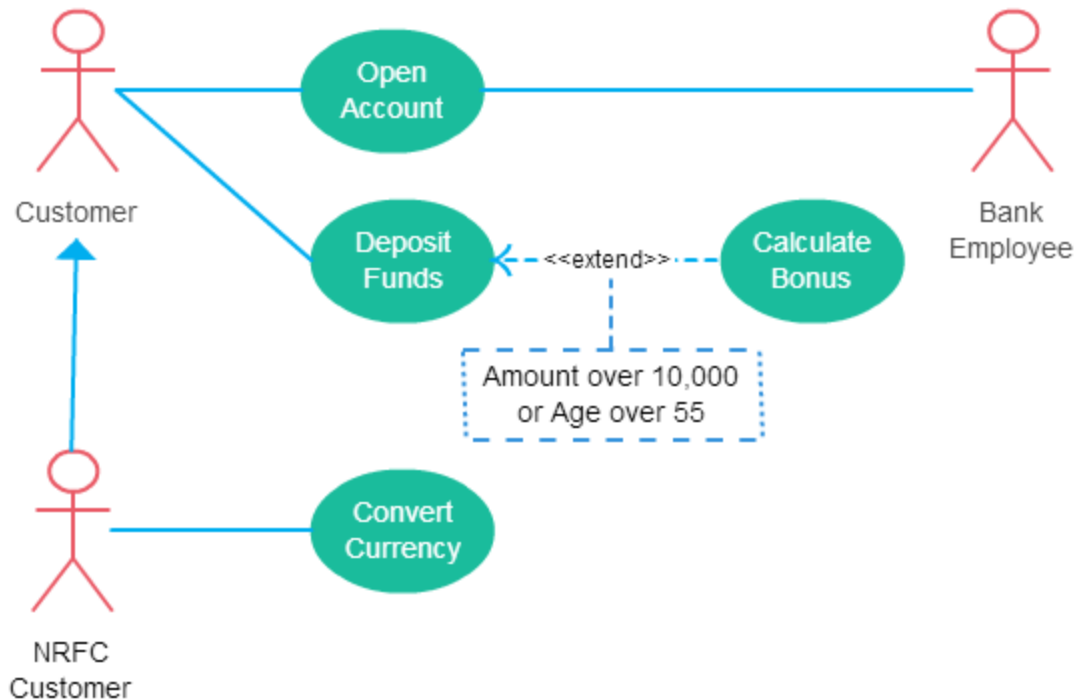 Open
Account
Customer
Bank
Employee
Deposit
Funds
<<extend>>
Calculate
Bonus
Amount over 10,000
or Age over 55
Convert
Currency
NRFC
Customer